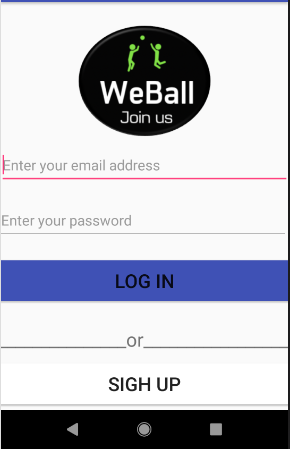 WeBall
Join us
Enter your email address
Enter your password
LOG IN
or
SIGH UP